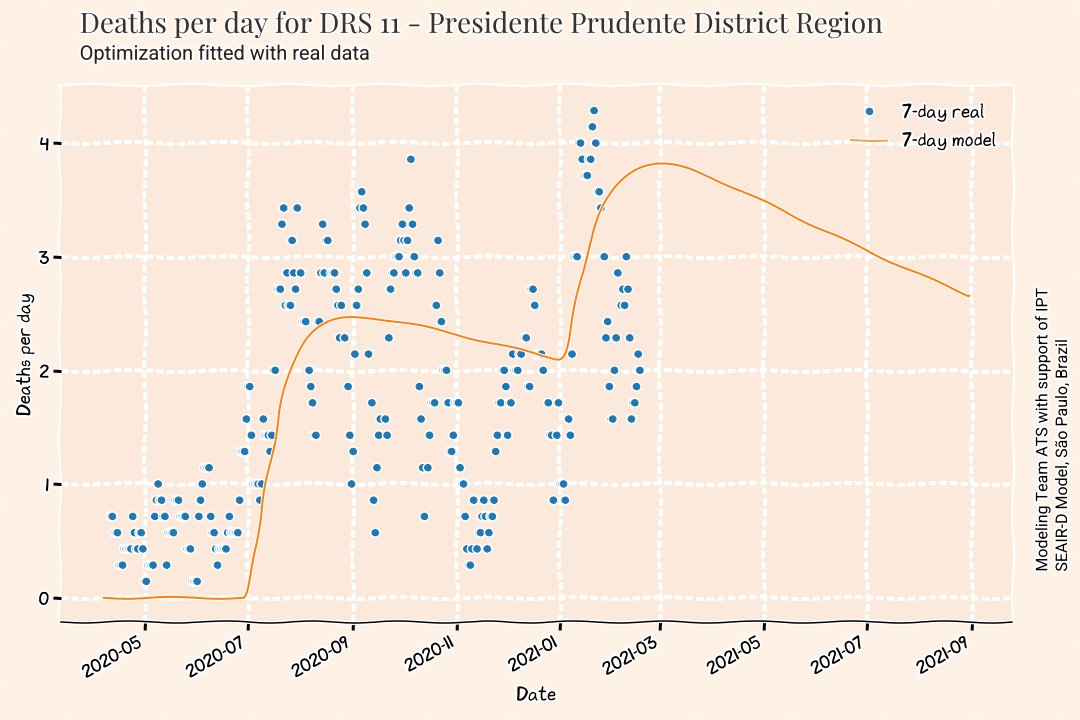 Deaths per day for DRS 11 - Presidente Prudente District Region
Optimization fitted with real data
7-day real
7-day model
4
3
2
1
0
Deaths per day
2020-05
2020-07
2020-09
2020-11
2021-01
2021-03
2021-05
2021-07
2021-09
Date
Modeling Team ATS with support of IPT
SEAIR-D Model, São Paulo, Brazil